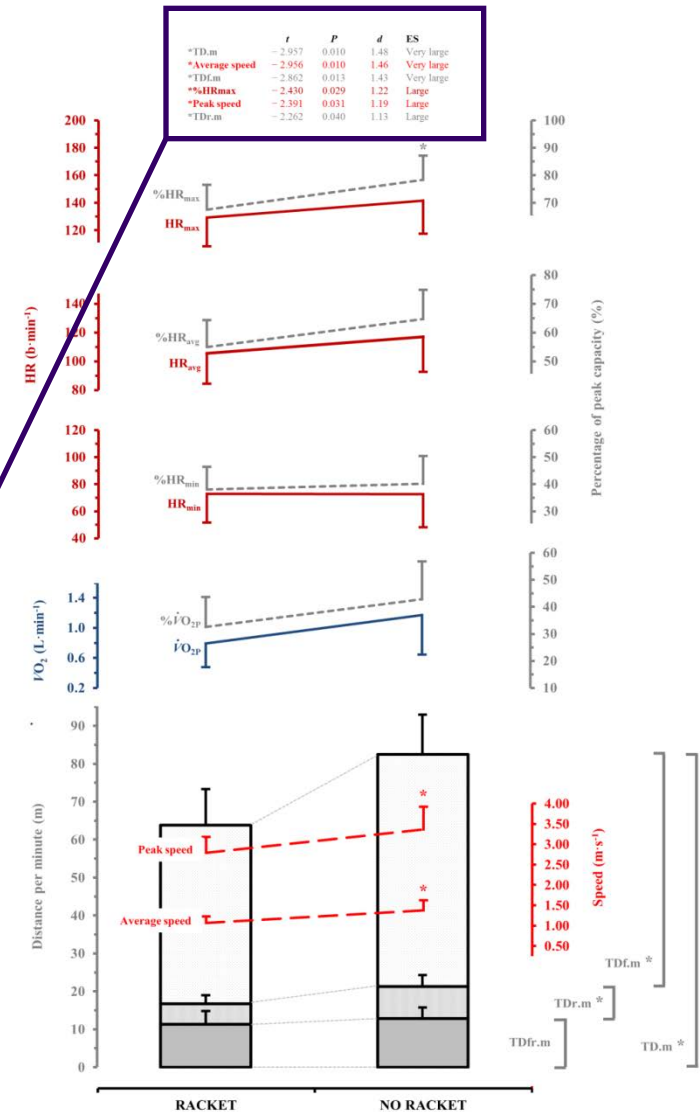 t P d ES
*TD.m −2.957 0.010 1.48 Very large
*Average speed −2.956 0.010 1.46 Very large
*TDf.m −2.862 0.013 1.43 Very large
*%HRmax −2.430 0.029 1.22 Large
*Peak speed −2.391 0.031 1.19 Large
*TDr.m −2.262 0.040 1.13 Large
200
180
160
140
120
100
90
80
70
*
%HRmax
HRmax
HR (b·min-1)
140
120
100
80
80
70
60
50
Percentage of peak capacity (%)
%HRavg
HRavg
120
100
80
60
40
60
50
40
30
%HRmin
HRmin
V̇O2 (L·min-1)
1.4
1.0
0.6
0.2
60
50
40
30
20
10
%V̇O2P
V̇O2P
Distance per minute (m)
90
80
70
60
50
40
30
20
10
0
4.00
3.50
3.00
2.50
2.00
1.50
1.00
0.50
Speed (m·s-1)
*
Peak speed
*
Average speed
TDf.m *
TDr.m *
TDfr.m
TD.m *
RACKET NO RACKET